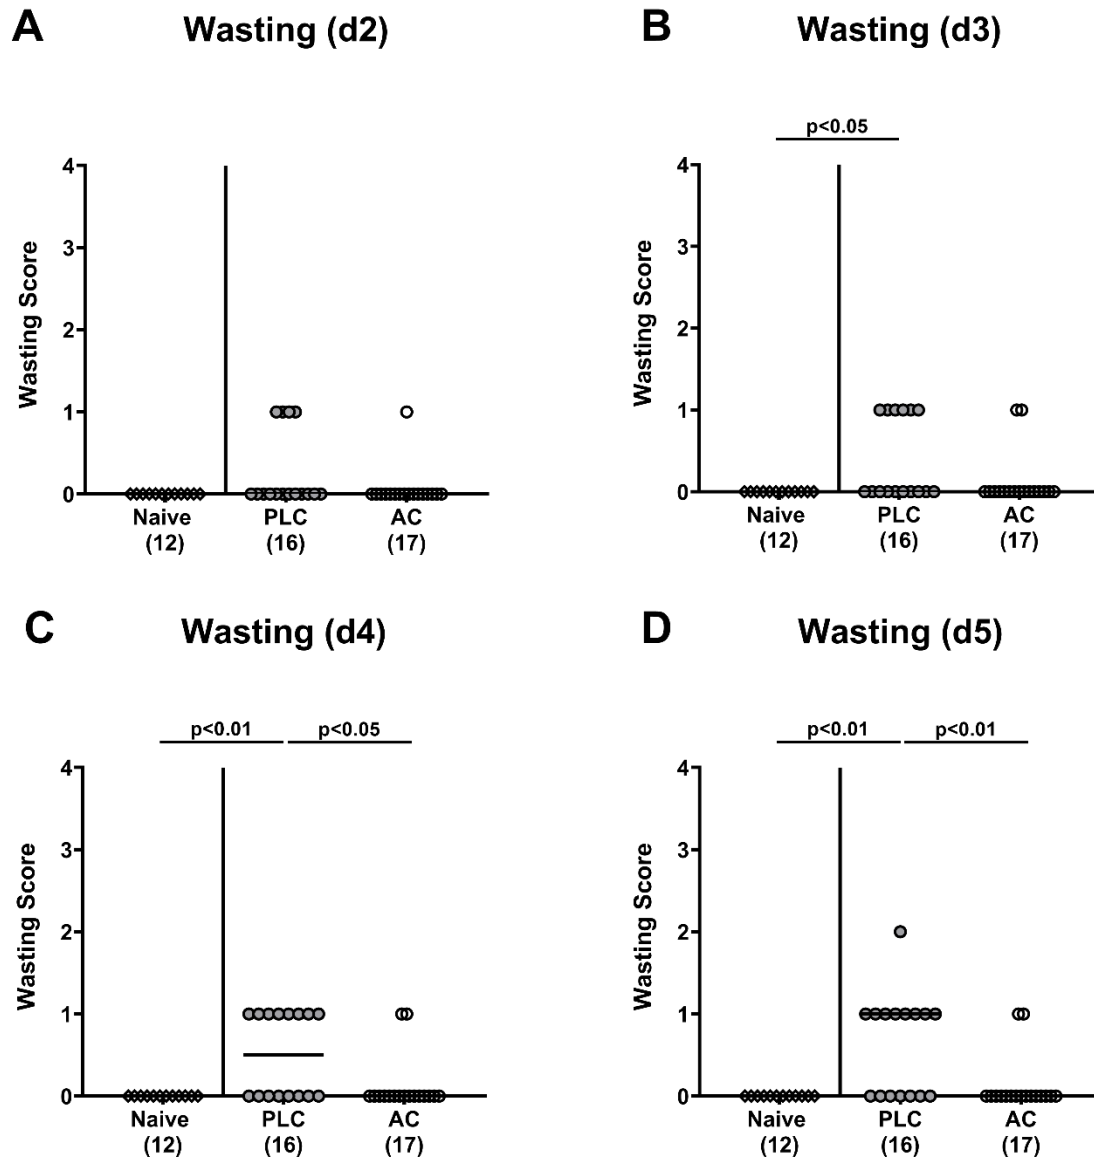 A Wasting (d2)
4
3
2
1
0
Wasting Score
Naive PLC AC
(12) (16) (17)
B Wasting (d3)
p<0.05
4
3
2
1
0
Wasting Score
Naive PLC AC
(12) (16) (17)
C Wasting (d4)
p<0.01 p<0.05
4
3
2
1
0
Wasting Score
Naive PLC AC
(12) (16) (17)
D Wasting (d5)
p<0.01 p<0.01
4
3
2
1
0
Wasting Score
Naive PLC AC
(12) (16) (17)